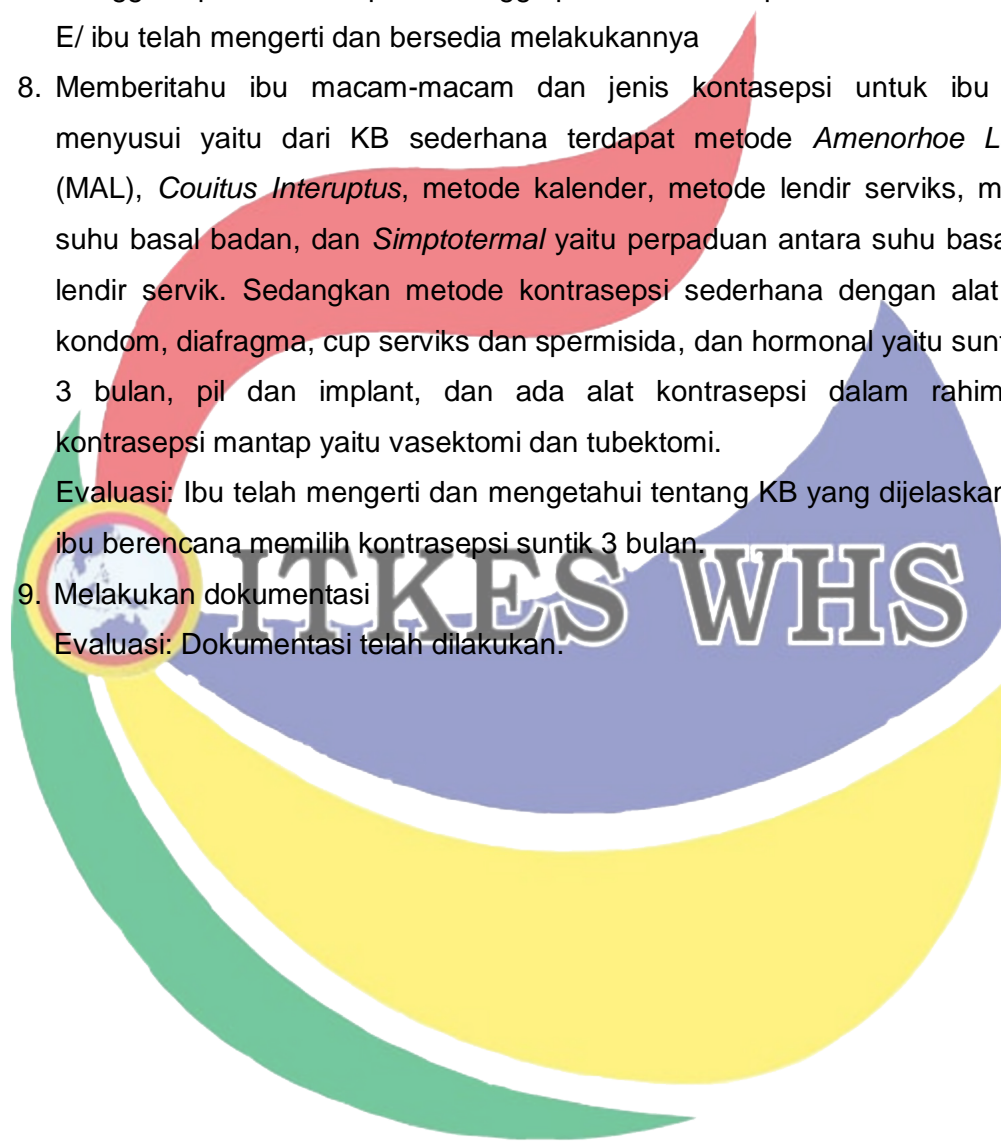 E/ ibu telah mengerti dan bersedia melakukannya
8. Memberitahu ibu macam-macam dan jenis kontasepsi untuk ibu
menyusui yaitu dari KB sederhana terdapat metode Amenorhoe L
(MAL), Couitus Interuptus, metode kalender, metode lendir serviks, m
suhu basal badan, dan Simptotermal yaitu perpaduan antara suhu basa
lendir servik. Sedangkan metode kontrasepsi sederhana dengan alat
kondom, diafragma, cup serviks dan spermisida, dan hormonal yaitu sunt
3 bulan, pil dan implant, dan ada alat kontrasepsi dalam rahim
kontrasepsi mantap yaitu vasektomi dan tubektomi.
Evaluasi: Ibu telah mengerti dan mengetahui tentang KB yang dijelaskan
ibu berencana memilih kontrasepsi suntik 3 bulan.
9. Melakukan dokumentasi
Evaluasi: Dokumentasi telah dilakukan.
ITKES WHS